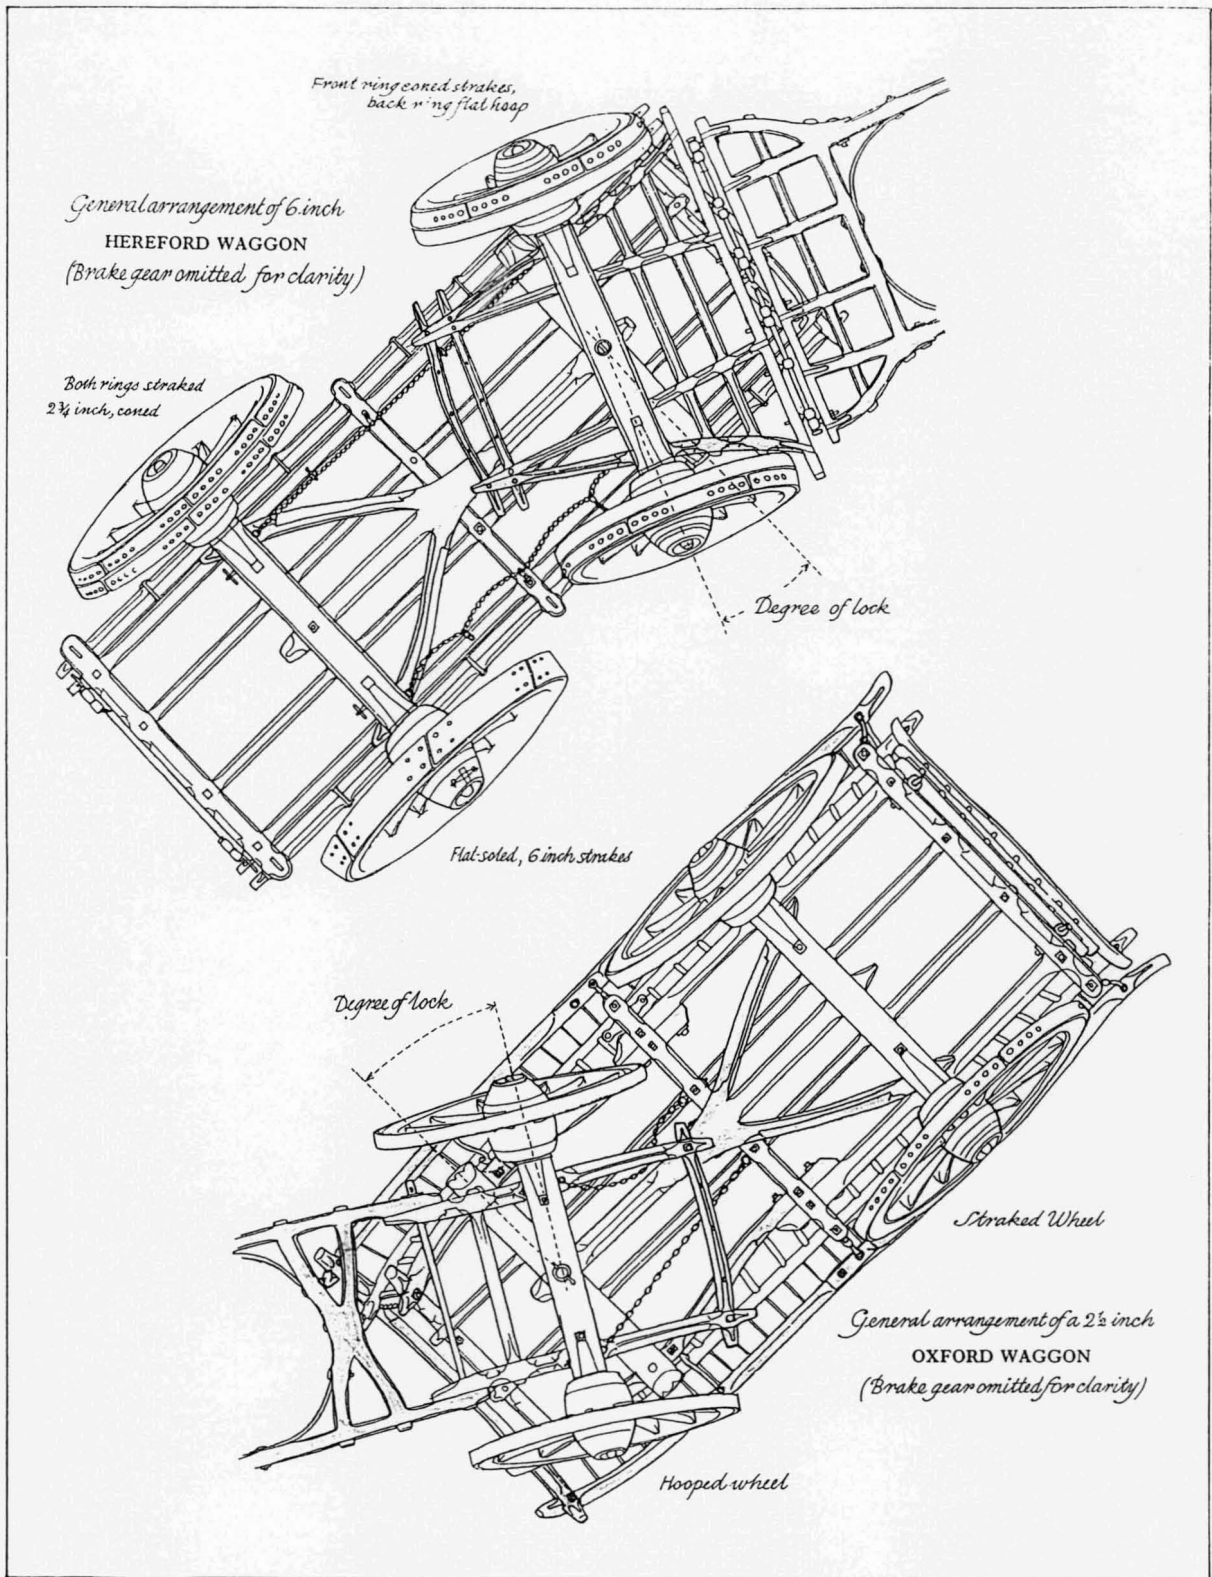 Front ring coned strakes,
back ring flat hoop
General arrangement of 6 inch
HEREFORD WAGGON
(Brake gear omitted for clarity)
Both rings straked
2¾ inch, coned
Degree of lock
Flat-soled, 6 inch strakes
Degree of lock
Straked Wheel
General arrangement of a 2½ inch
OXFORD WAGGON
(Brake gear omitted for clarity)
Hooped wheel